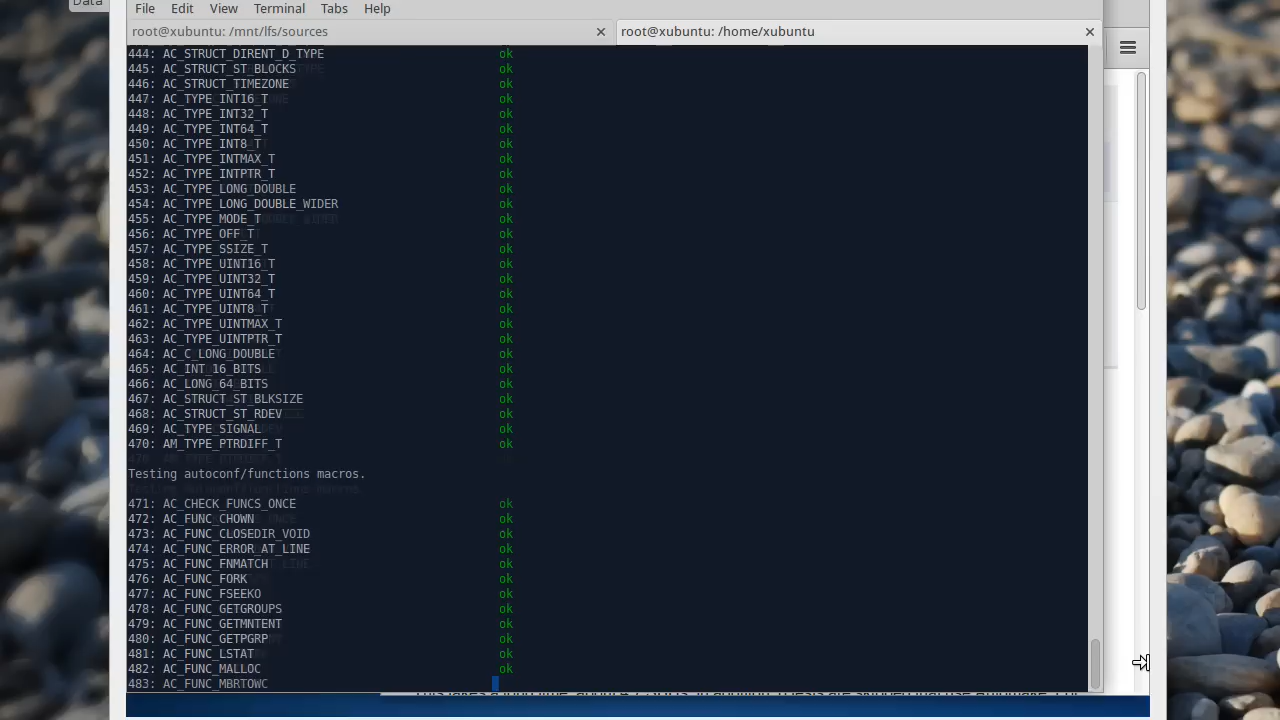 Data
File Edit View Terminal Tabs Help
root@xubuntu: /mnt/lfs/sources
root@xubuntu: /home/xubuntu
444: AC_STRUCT_DIRENT_D_TYPE ok
445: AC_STRUCT_ST_BLOCKS ok
446: AC_STRUCT_TIMEZONE ok
447: AC_TYPE_INT16_T ok
448: AC_TYPE_INT32_T ok
449: AC_TYPE_INT64_T ok
450: AC_TYPE_INT8_T ok
451: AC_TYPE_INTMAX_T ok
452: AC_TYPE_INTPTR_T ok
453: AC_TYPE_LONG_DOUBLE ok
454: AC_TYPE_LONG_DOUBLE_WIDER ok
455: AC_TYPE_MODE_T ok
456: AC_TYPE_OFF_T ok
457: AC_TYPE_SSIZE_T ok
458: AC_TYPE_UINT16_T ok
459: AC_TYPE_UINT32_T ok
460: AC_TYPE_UINT64_T ok
461: AC_TYPE_UINT8_T ok
462: AC_TYPE_UINTMAX_T ok
463: AC_TYPE_UINTPTR_T ok
464: AC_C_LONG_DOUBLE ok
465: AC_INT_16_BITS ok
466: AC_LONG_64_BITS ok
467: AC_STRUCT_ST_BLKSIZE ok
468: AC_STRUCT_ST_RDEV ok
469: AC_TYPE_SIGNAL ok
470: AM_TYPE_PTRDIFF_T ok
Testing autoconf/functions macros.
471: AC_CHECK_FUNCS_ONCE ok
472: AC_FUNC_CHOWN ok
473: AC_FUNC_CLOSEDIR_VOID ok
474: AC_FUNC_ERROR_AT_LINE ok
475: AC_FUNC_FNMATCH ok
476: AC_FUNC_FORK ok
477: AC_FUNC_FSEEKO ok
478: AC_FUNC_GETGROUPS ok
479: AC_FUNC_GETMNTENT ok
480: AC_FUNC_GETPGRP ok
481: AC_FUNC_LSTAT ok
482: AC_FUNC_MALLOC ok
483: AC_FUNC_MBRTOWC